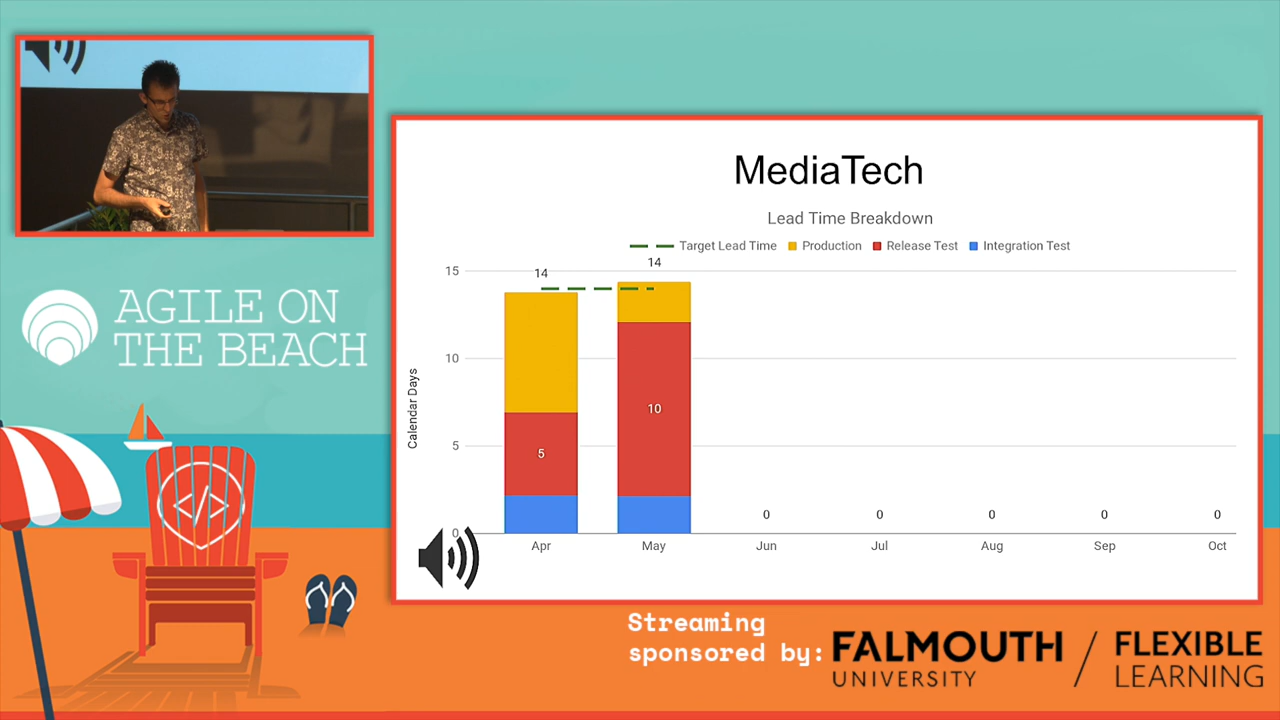 MediaTech
Lead Time Breakdown
Target Lead Time Production Release Test Integration Test
15
10
5
0
Calendar Days
14
14
5
10
0
0
0
0
0
Apr May Jun Jul Aug Sep Oct
AGILE ON
THE BEACH
Streaming
sponsored by:
FALMOUTH
UNIVERSITY
/
FLEXIBLE
LEARNING